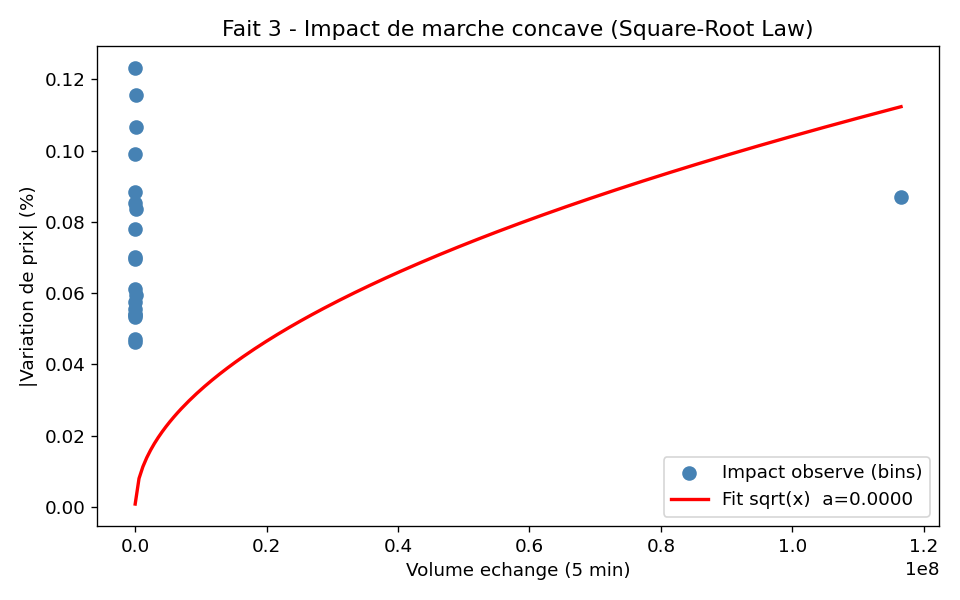 Fait 3 - Impact de marche concave (Square-Root Law)
|Variation de prix| (%)
0.12
0.10
0.08
0.06
0.04
0.02
0.00
Impact observe (bins)
Fit sqrt(x)  a=0.0000
0.0 0.2 0.4 0.6 0.8 1.0 1.2
1e8
Volume echange (5 min)